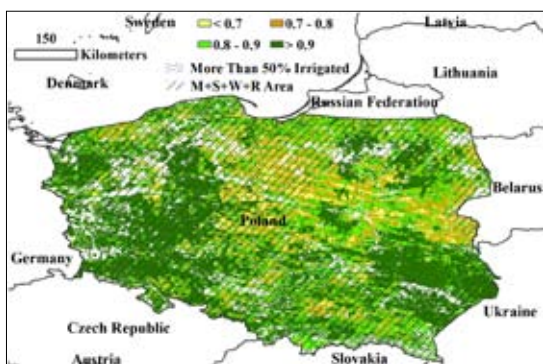 Sweden
Latvia
150
Kilometers
< 0.7
0.7 - 0.8
0.8 - 0.9
> 0.9
More Than 50% Irrigated
M+S+W+R Area
Denmark
Lithuania
Russian Federation
Belarus
Poland
Germany
Ukraine
Czech Republic
Austria
Slovakia